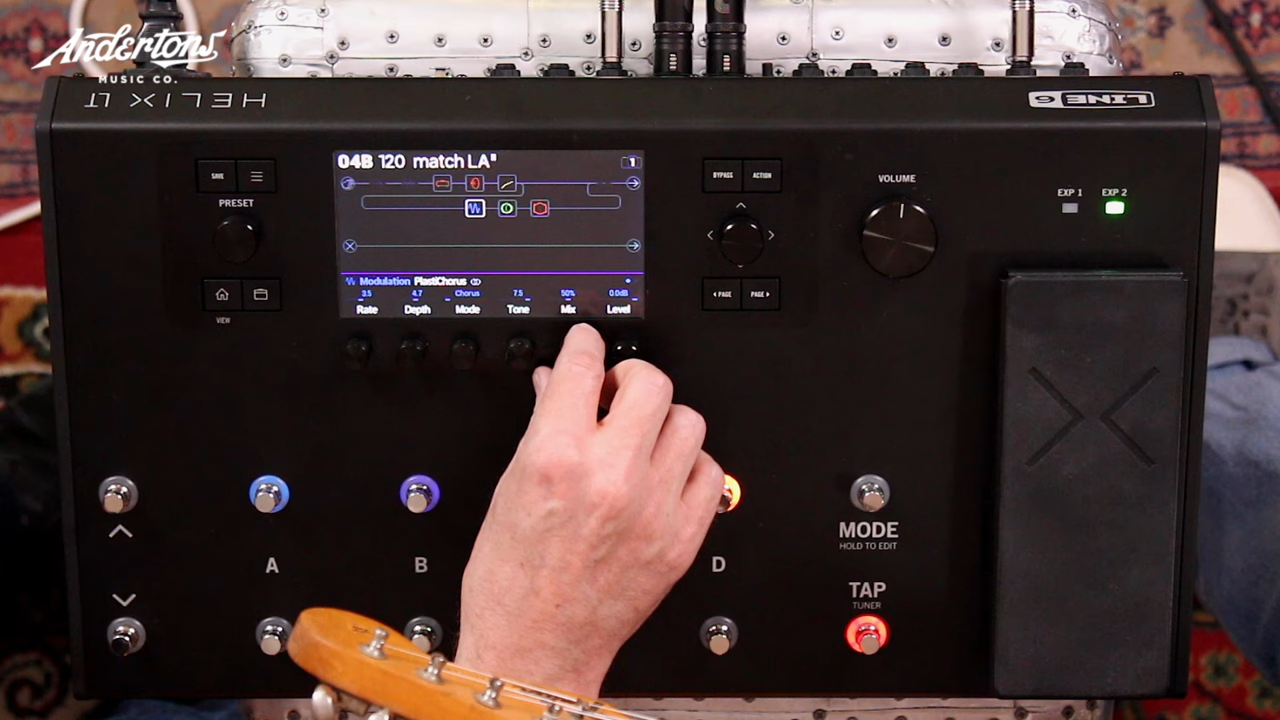 Andertons
MUSIC CO.
HELIX LT
LINE 6
SAVE
PRESET
VIEW
04B 120 match LA
1
Modulation PlastiChorus
3.5 4.7 Chorus 7.5 50% 0.0dB
Rate Depth Mode Tone Mix Level
BYPASS ACTION
PAGE PAGE
VOLUME
EXP 1 EXP 2
A B D
MODE
HOLD TO EDIT
TAP
TUNER